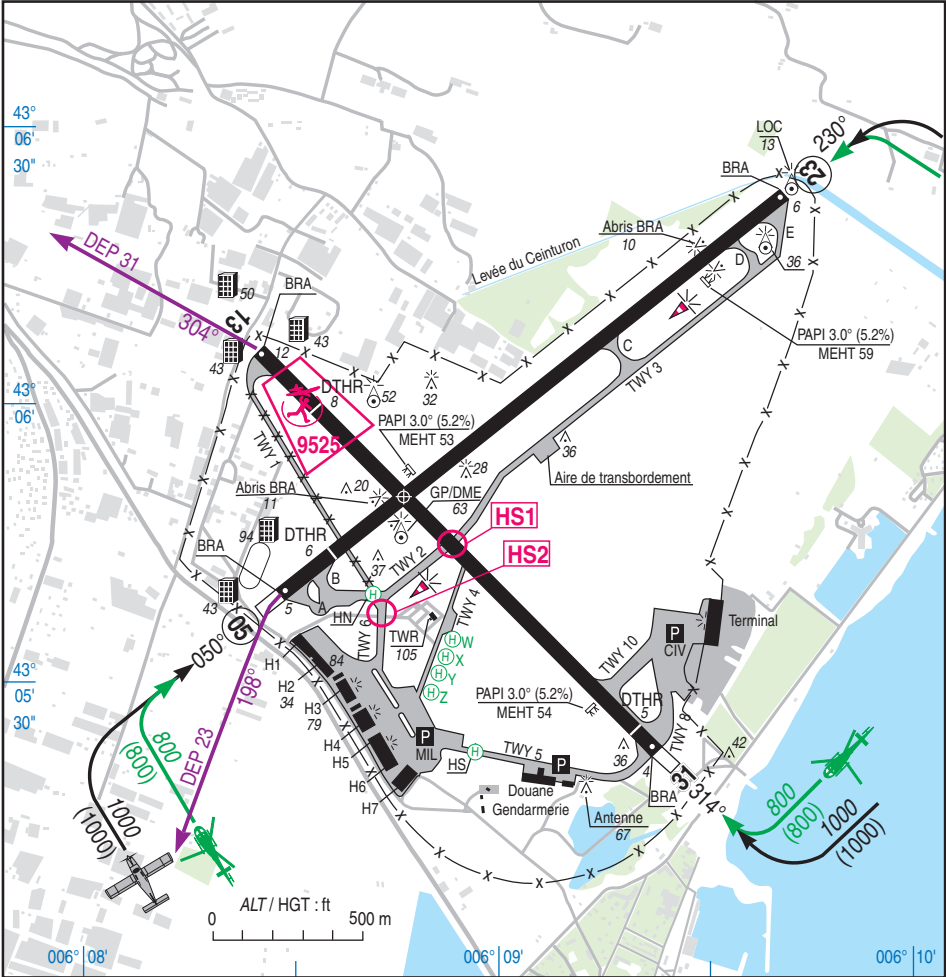 43°
06'
30"
LOC
13
230°
23
BRA
6
Abris BRA
10
E
36
D
Levée du Ceinturon
DEP 31
304°
50
BRA
13
43
12
43
PAPI 3.0° (5.2%)
MEHT 59
C
TWY 3
43°
06'
DTHR
8
52
32
PAPI 3.0° (5.2%)
MEHT 53
9525
36
TWY 1
Aire de transbordement
28
20
Abris BRA
11
GP/DME
63
HS1
94
DTHR
6
BRA
HS2
37
TWY 2
B
A
5
43
05
050°
H
HN
TWY 6
TWR
105
TWY 4
Terminal
P
CIV
TWY 10
H W
H X
H Y
H Z
198°
H1
84
H2
34
H3
79
H4
H5
H6
H7
43°
05'
30"
PAPI 3.0° (5.2%)
MEHT 54
DTHR
5
TWY 8
P
MIL
H
HS
TWY 5
P
36
4
42
31
314°
BRA
Douane
Gendarmerie
Antenne
67
DEP 23
800
(800)
1000
(1000)
800
(800)
1000
(1000)
ALT / HGT : ft
0
500 m
006° 08'
006° 09'
006° 10'